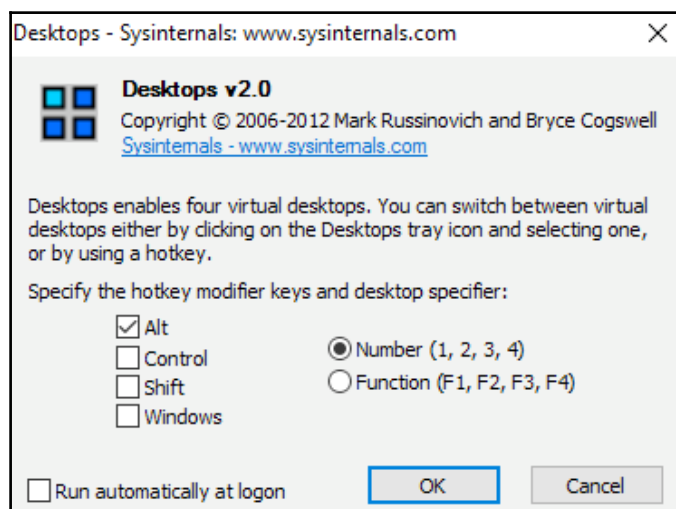 Desktops - Sysinternals: www.sysinternals.com
Desktops v2.0
Copyright © 2006-2012 Mark Russinovich and Bryce Cogswell
Sysinternals - www.sysinternals.com
Desktops enables four virtual desktops. You can switch between virtual
desktops either by clicking on the Desktops tray icon and selecting one,
or by using a hotkey.
Specify the hotkey modifier keys and desktop specifier:
Alt
Control
Shift
Windows
Number (1, 2, 3, 4)
Function (F1, F2, F3, F4)
Run automatically at logon
OK
Cancel